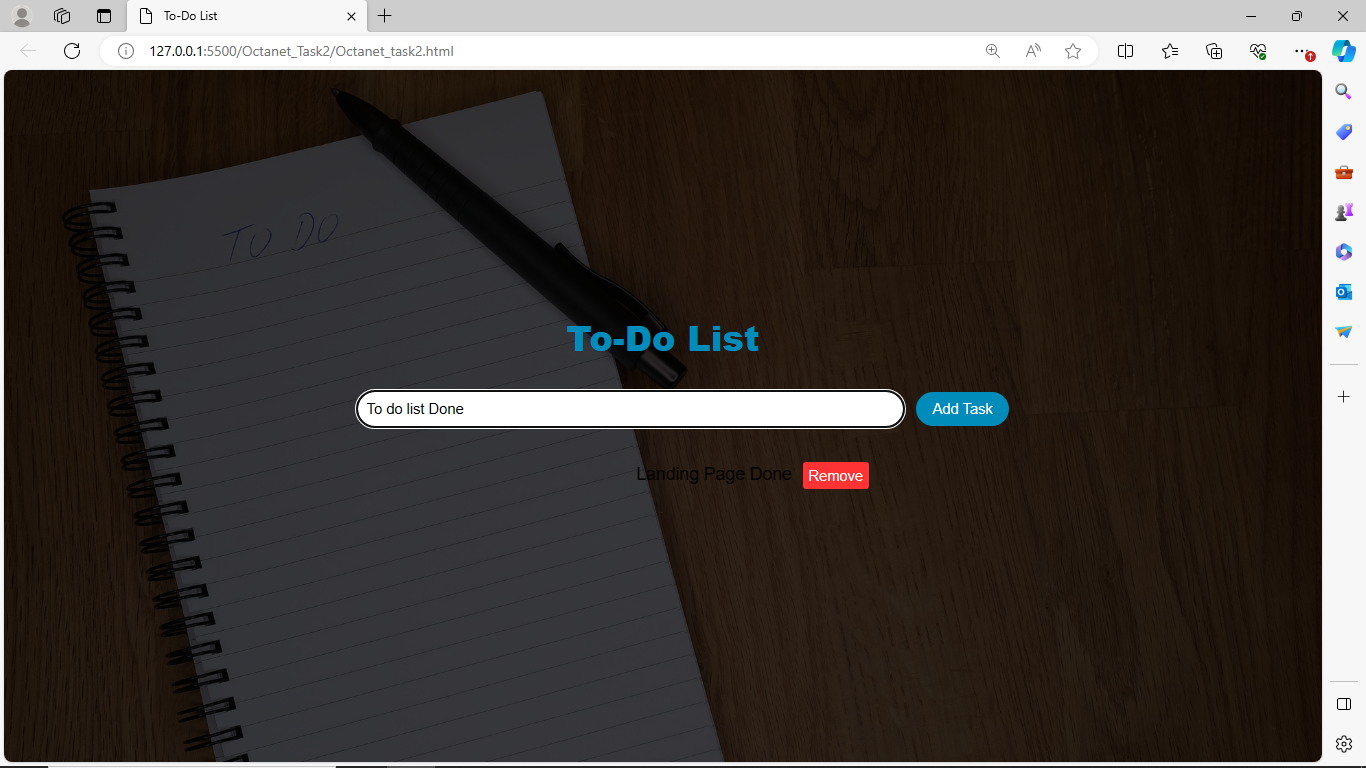 To-Do List
127.0.0.1:5500/Octanet_Task2/Octanet_task2.html
TO DO
To-Do List
To do list Done
Add Task
Landing Page Done
Remove